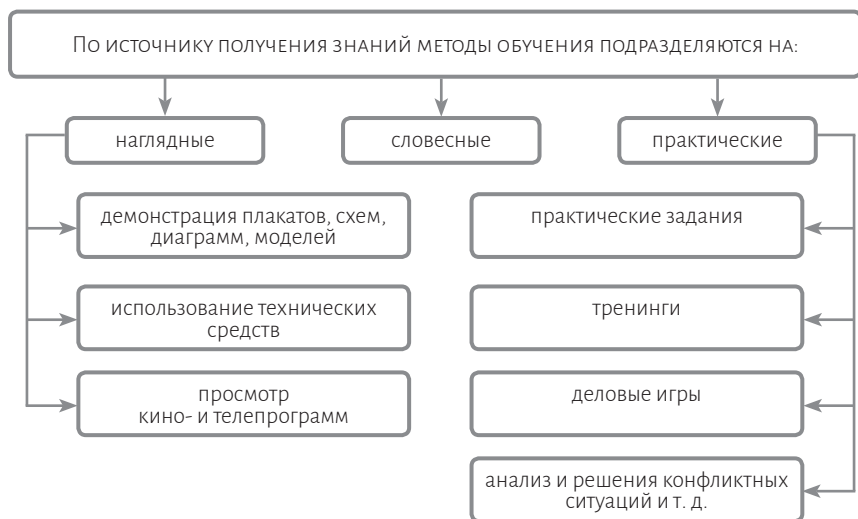 По источнику получения знаний методы обучения подразделяются на:
наглядные
словесные
практические
демонстрация плакатов, схем,
диаграмм, моделей
использование технических
средств
просмотр
кино- и телепрограмм
практические задания
тренинги
деловые игры
анализ и решения конфликтных
ситуаций и т. д.